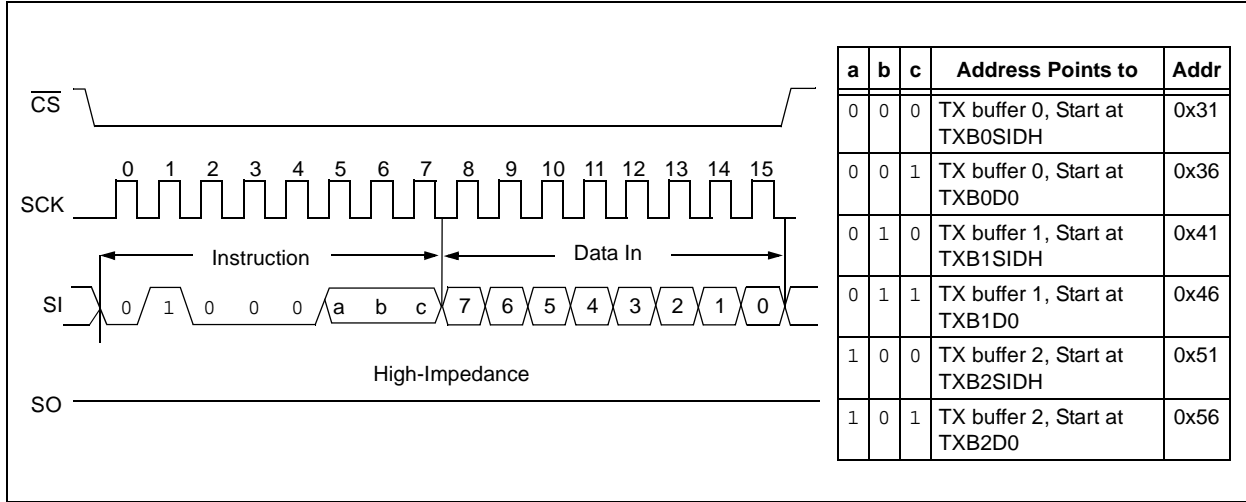 CS
0 1 2 3 4 5 6 7 8 9 10 11 12 13 14 15
SCK
Instruction
Data In
SI
0 1 0 0 0 a b c 7 6 5 4 3 2 1 0
High-Impedance
SO
a b c Address Points to Addr
0 0 0 TX buffer 0, Start at 0x31
TXB0SIDH
0 0 1 TX buffer 0, Start at 0x36
TXB0D0
0 1 0 TX buffer 1, Start at 0x41
TXB1SIDH
0 1 1 TX buffer 1, Start at 0x46
TXB1D0
1 0 0 TX buffer 2, Start at 0x51
TXB2SIDH
1 0 1 TX buffer 2, Start at 0x56
TXB2D0